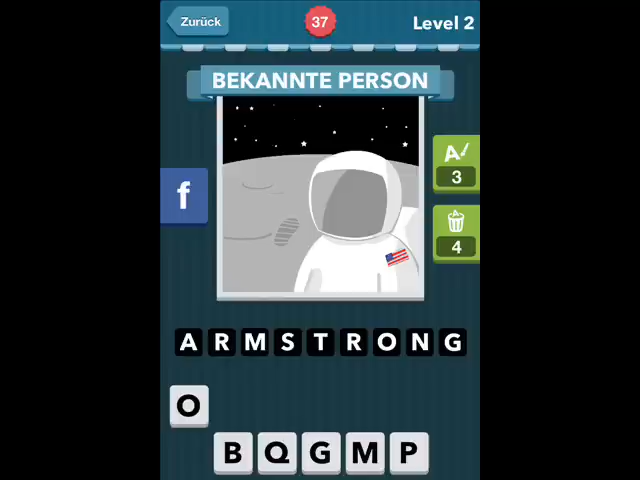 Zurück
37
Level 2
BEKANNTE PERSON
A
3
f
4
ARMSTRONG
O
BQGMP